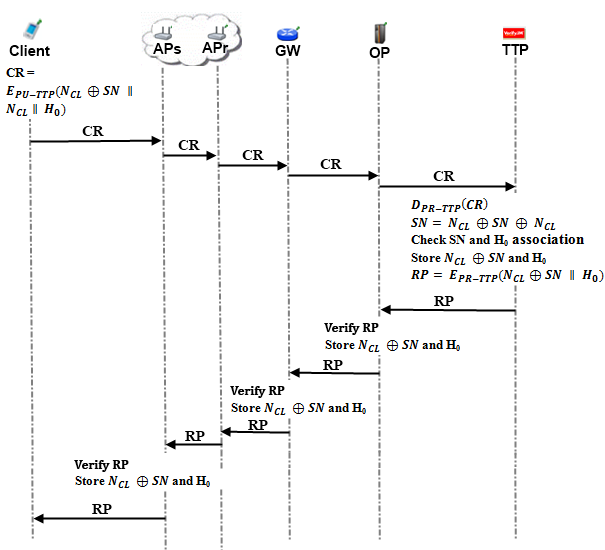 Client
APs
APr
GW
OP
TTP
CR =
E_{PU−TTP}(N_{CL} ⊕ SN ∥
N_{CL} ∥ H_0)
CR
CR
CR
CR
CR
D_{PR−TTP}(CR)
SN = N_{CL} ⊕ SN ⊕ N_{CL}
Check SN and H_0 association
Store N_{CL} ⊕ SN and H_0
RP = E_{PR−TTP}(N_{CL} ⊕ SN ∥ H_0)
RP
Verify RP
Store N_{CL} ⊕ SN and H_0
RP
Verify RP
Store N_{CL} ⊕ SN and H_0
RP
RP
Verify RP
Store N_{CL} ⊕ SN and H_0
RP